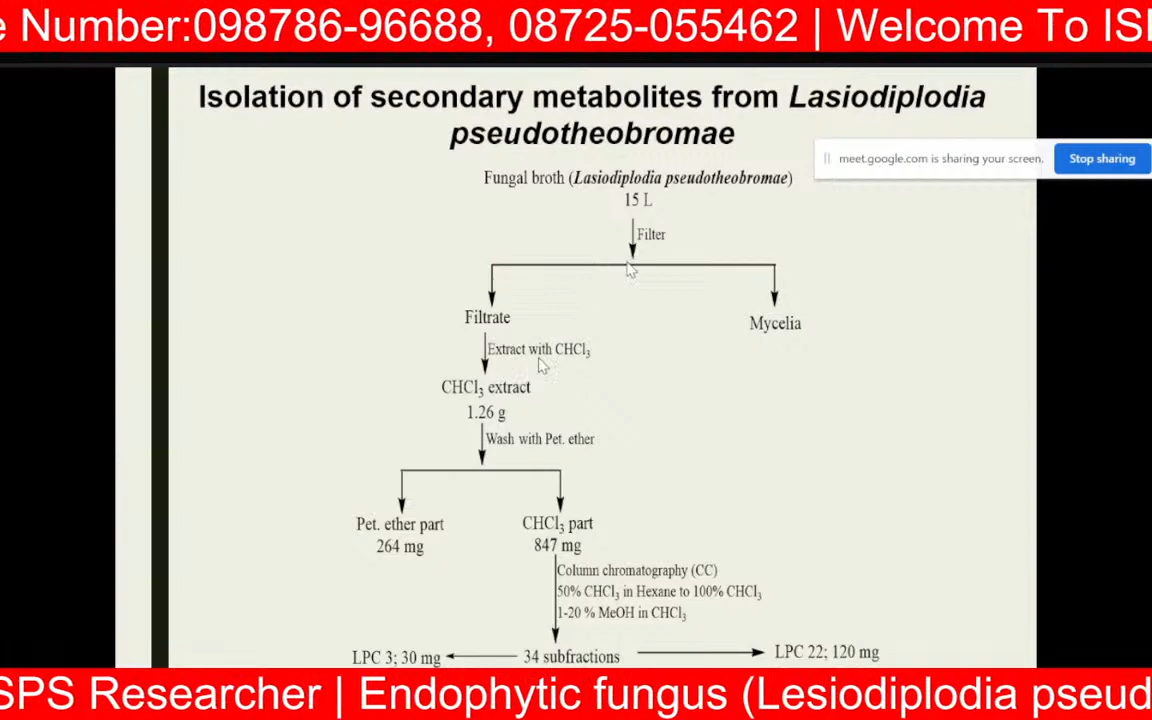 e Number:098786-96688, 08725-055462 | Welcome To ISI
Isolation of secondary metabolites from Lasiodiplodia
pseudotheobromae
meet.google.com is sharing your screen.
Stop sharing
Fungal broth (Lasiodiplodia pseudotheobromae)
15 L
Filter
Filtrate
Mycelia
Extract with CHCl₃
CHCl₃ extract
1.26 g
Wash with Pet. ether
Pet. ether part
264 mg
CHCl₃ part
847 mg
Column chromatography (CC)
50% CHCl₃ in Hexane to 100% CHCl₃
1-20 % MeOH in CHCl₃
LPC 3; 30 mg
34 subfractions
LPC 22; 120 mg
SPS Researcher | Endophytic fungus (Lesiodiplodia pseud